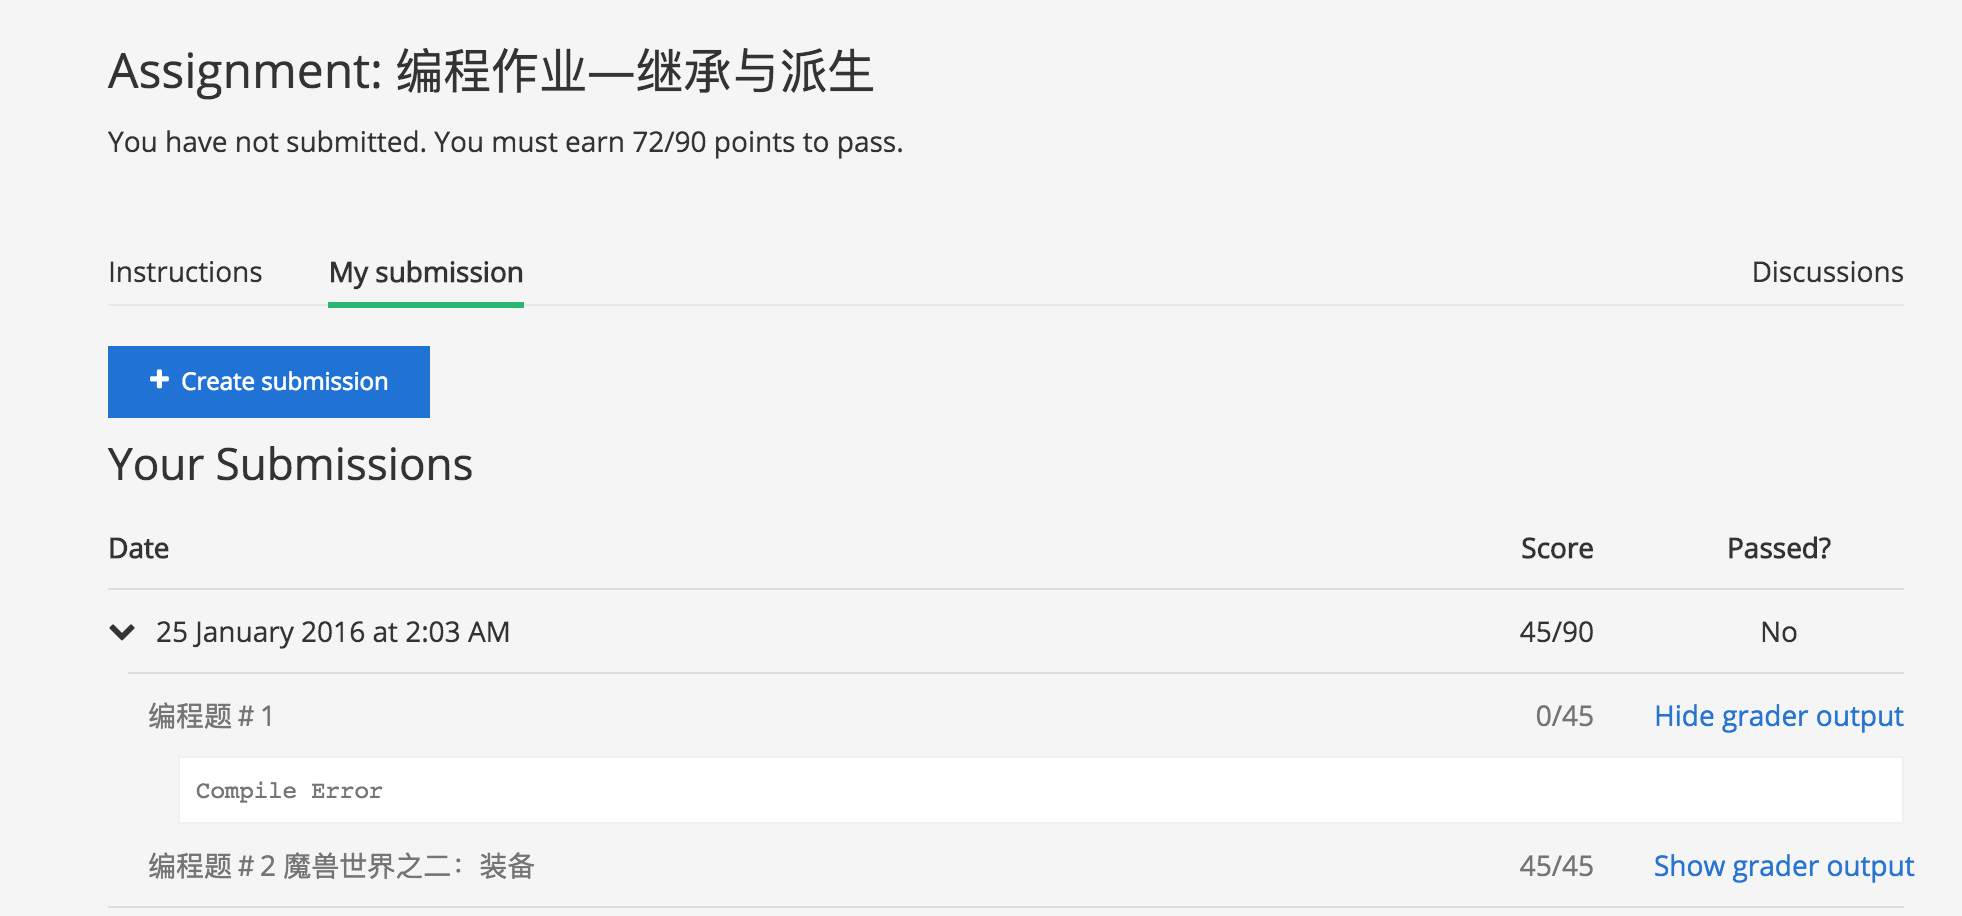 Assignment: 编程作业—继承与派生
You have not submitted. You must earn 72/90 points to pass.
Instructions My submission Discussions
Create submission
Your Submissions
Date Score Passed?
25 January 2016 at 2:03 AM 45/90 No
编程题＃1 0/45 Hide grader output
Compile Error
编程题＃2 魔兽世界之二：装备 45/45 Show grader output